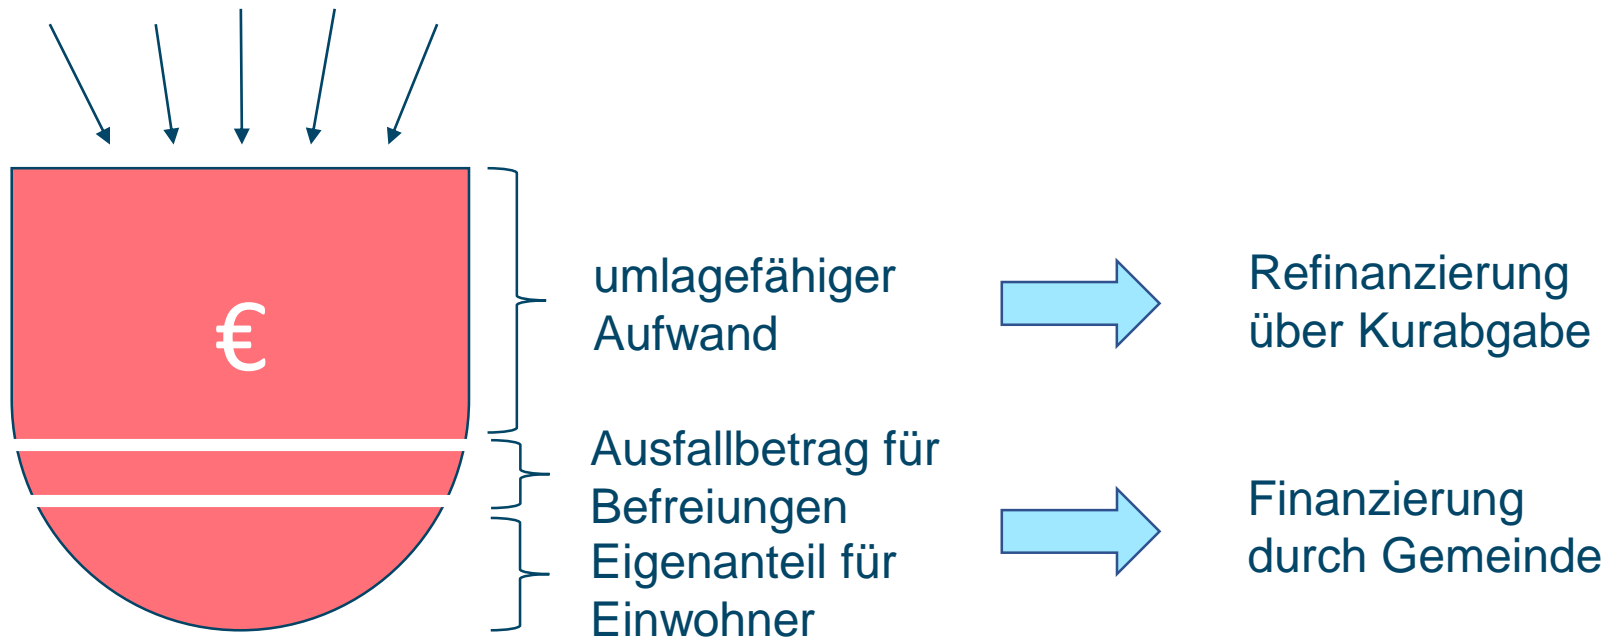 €
umlagefähiger
Aufwand
Refinanzierung
über Kurabgabe
Ausfallbetrag für
Befreiungen
Eigenanteil für
Einwohner
Finanzierung
durch Gemeinde